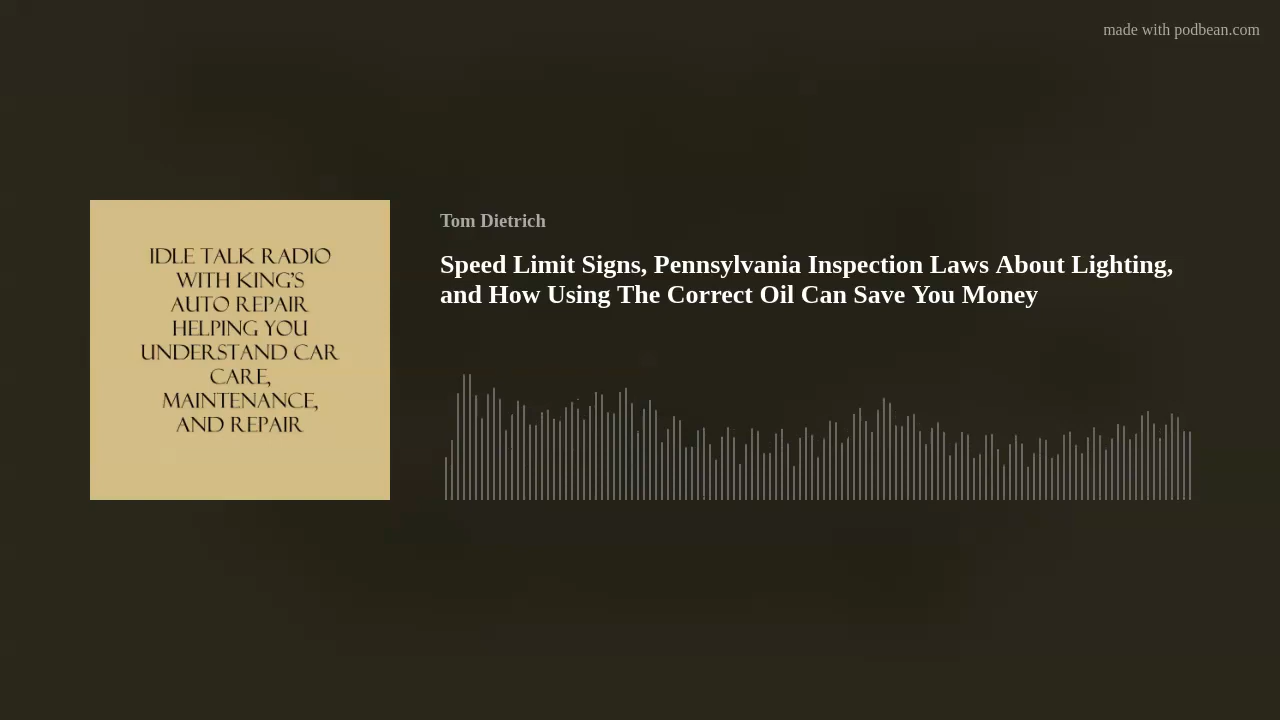 made with podbean.com
IDLE TALK RADIO
WITH KING'S
AUTO REPAIR
HELPING YOU
UNDERSTAND CAR
CARE,
MAINTENANCE,
AND REPAIR
Tom Dietrich
Speed Limit Signs, Pennsylvania Inspection Laws About Lighting,
and How Using The Correct Oil Can Save You Money